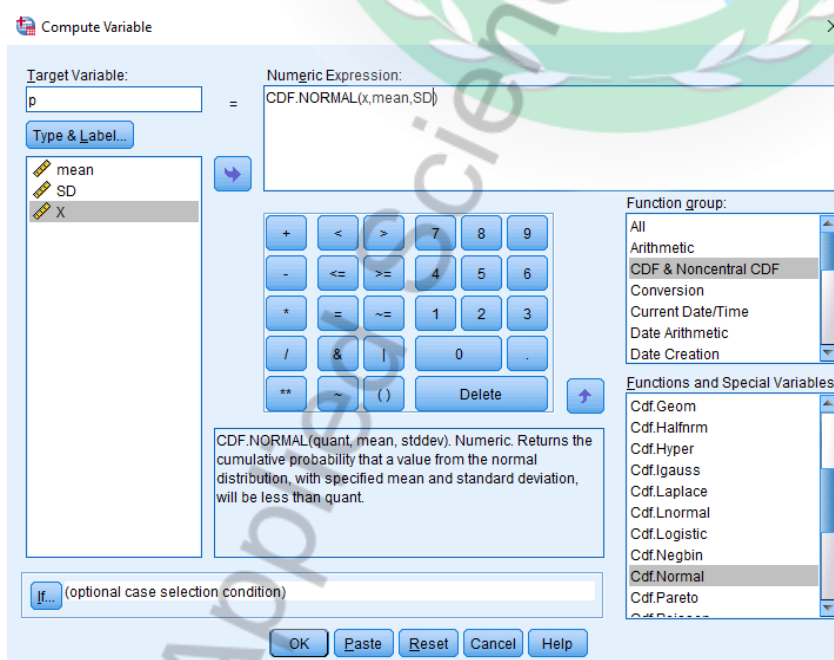 Compute Variable
Target Variable:
p
=
Numeric Expression:
CDF.NORMAL(x,mean,SD)
Type & Label...
mean
SD
X
+ < > 7 8 9
- <= >= 4 5 6
* = ~= 1 2 3
/ & | 0 .
** ~ ( ) Delete
CDF.NORMAL(quant, mean, stddev). Numeric. Returns the
cumulative probability that a value from the normal
distribution, with specified mean and standard deviation,
will be less than quant.
Function group:
All
Arithmetic
CDF & Noncentral CDF
Conversion
Current Date/Time
Date Arithmetic
Date Creation
Functions and Special Variables
Cdf.Geom
Cdf.Halfnrm
Cdf.Hyper
Cdf.Igauss
Cdf.Laplace
Cdf.Lnormal
Cdf.Logistic
Cdf.Negbin
Cdf.Normal
Cdf.Pareto
If... (optional case selection condition)
OK Paste Reset Cancel Help
Applied Scien